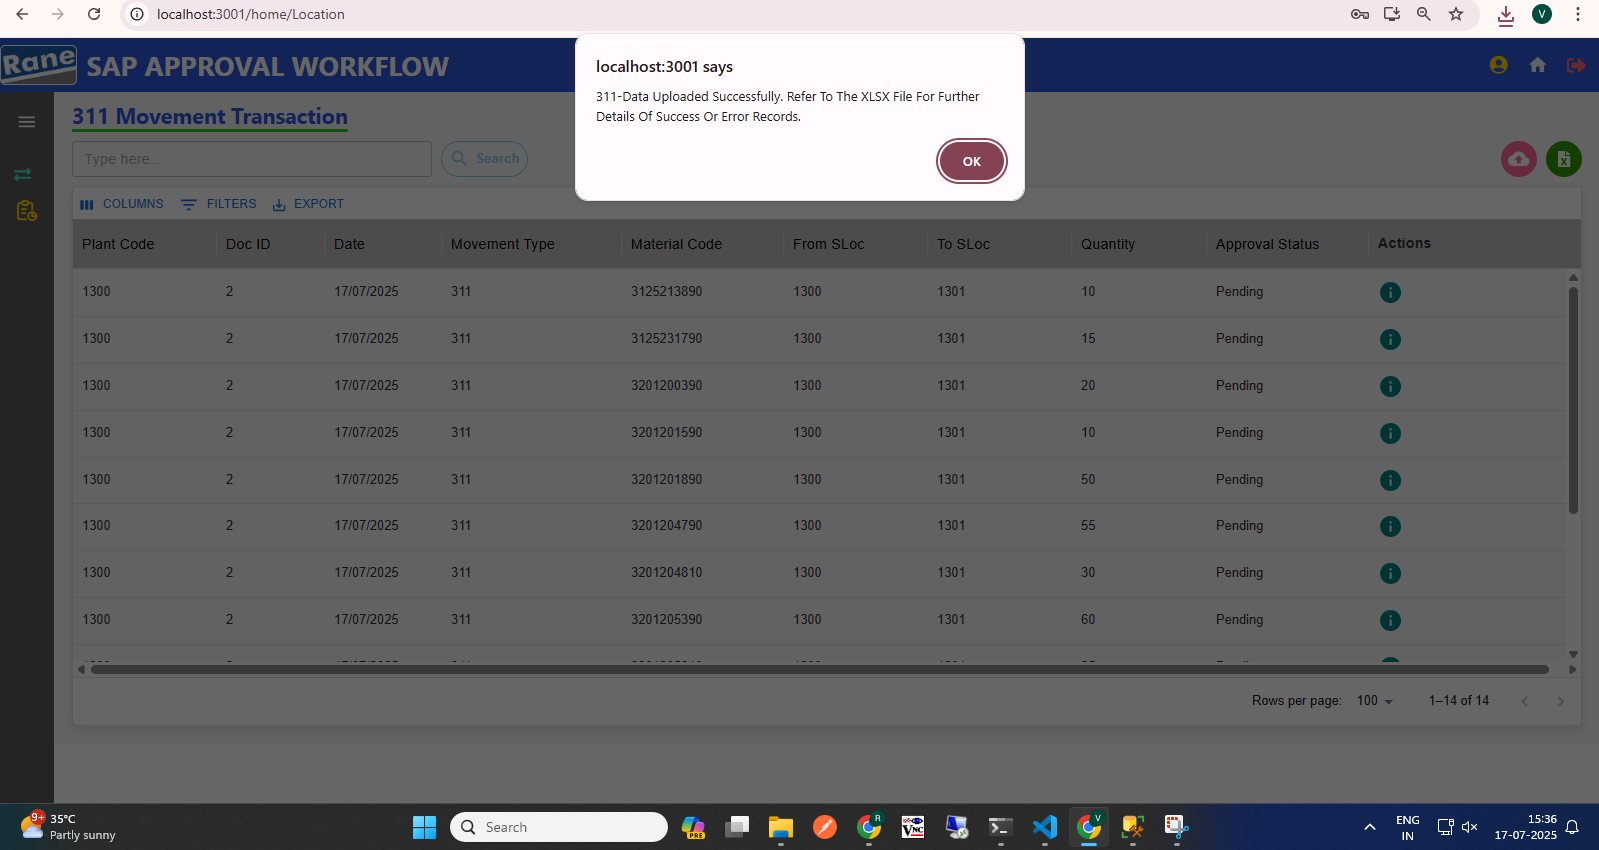 localhost:3001/home/Location
V
Rane
SAP APPROVAL WORKFLOW
localhost:3001 says
311-Data Uploaded Successfully. Refer To The XLSX File For Further
Details Of Success Or Error Records.
OK
311 Movement Transaction
Type here...
Search
COLUMNS FILTERS EXPORT
Plant Code Doc ID Date Movement Type Material Code From SLoc To SLoc Quantity Approval Status Actions
1300 2 17/07/2025 311 3125213890 1300 1301 10 Pending
1300 2 17/07/2025 311 3125231790 1300 1301 15 Pending
1300 2 17/07/2025 311 3201200390 1300 1301 20 Pending
1300 2 17/07/2025 311 3201201590 1300 1301 10 Pending
1300 2 17/07/2025 311 3201201890 1300 1301 50 Pending
1300 2 17/07/2025 311 3201204790 1300 1301 55 Pending
1300 2 17/07/2025 311 3201204810 1300 1301 30 Pending
1300 2 17/07/2025 311 3201205390 1300 1301 60 Pending
Rows per page: 100 1–14 of 14
9+
35°C
Partly sunny
Search
PRE
R
VNC
V
ENG
IN
15:36
17-07-2025